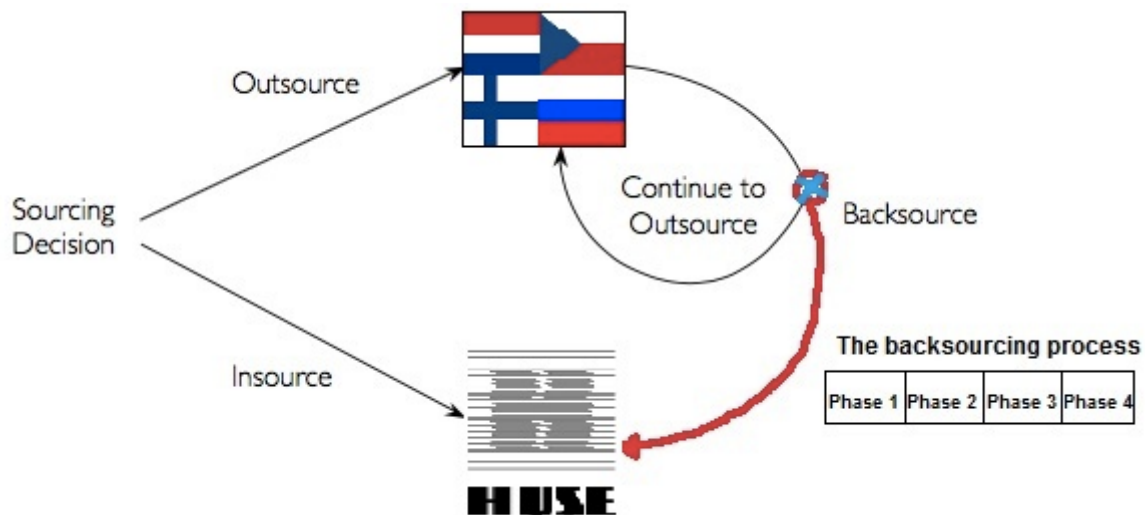 Outsource
Sourcing
Decision
Continue to
Outsource
Backsource
Insource
The backsourcing process
Phase 1 Phase 2 Phase 3 Phase 4
H USE